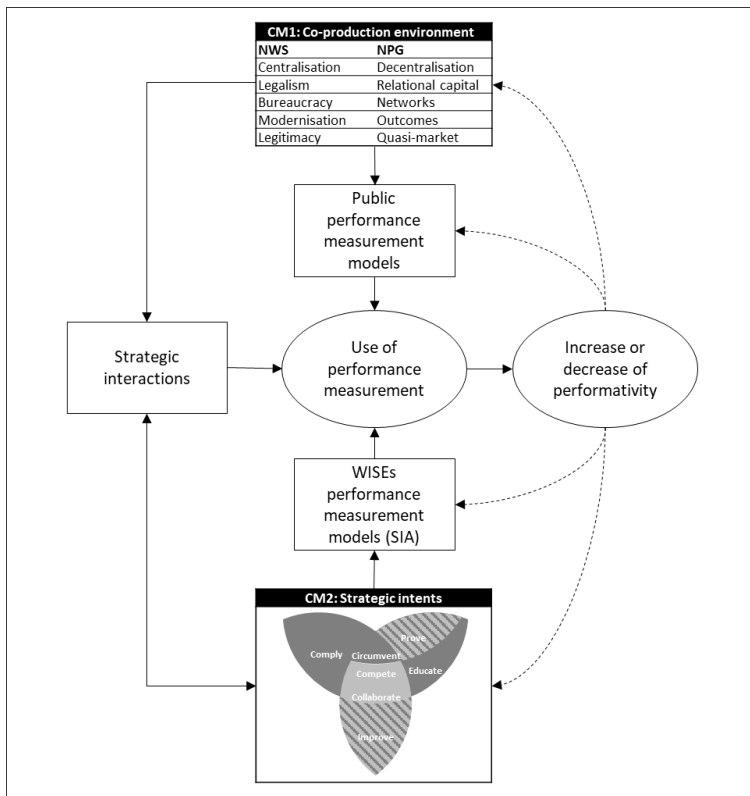 CM1: Co-production environment
NWS NPG
Centralisation Decentralisation
Legalism Relational capital
Bureaucracy Networks
Modernisation Outcomes
Legitimacy Quasi-market
Public
performance
measurement
models
Strategic
interactions
Use of
performance
measurement
Increase or
decrease of
performativity
WISEs
performance
measurement
models (SIA)
CM2: Strategic intents
Prove
Comply
Circumvent
Educate
Compete
Collaborate
Improve